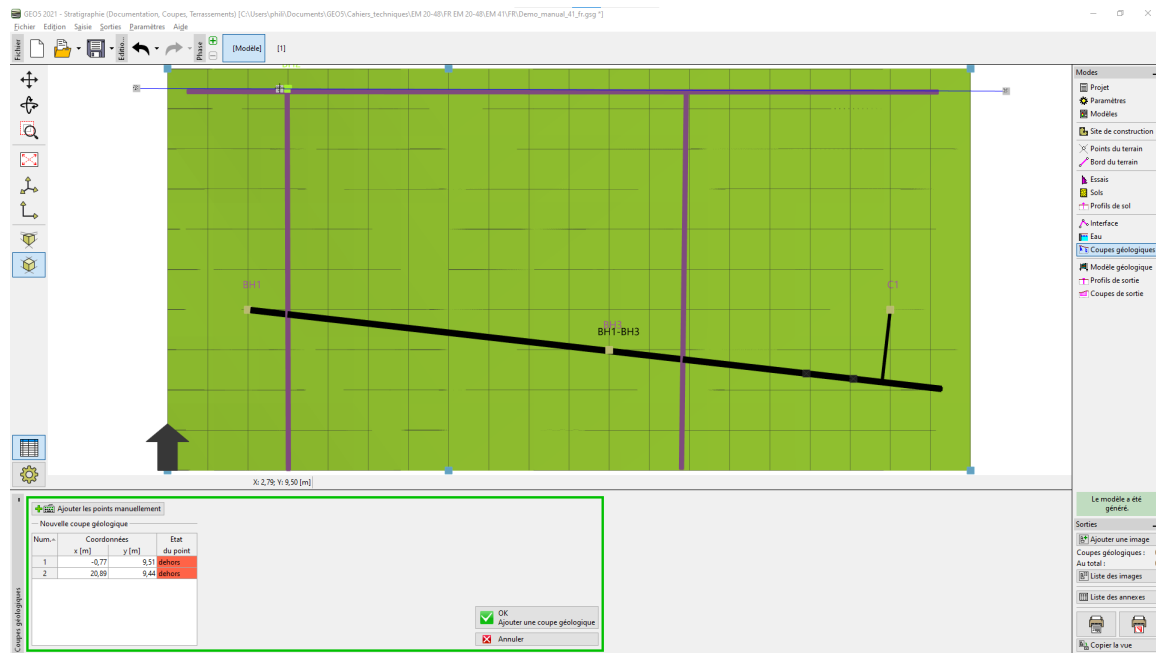 GEO5 2021 - Stratigraphie (Documentation, Coupes, Terrassements) [C:\Users\phili\Documents\GEO5\Cahiers_techniques\EM 20-48\FR EM 20-48\EM 41\FR\Demo_manual_41_fr.gsg *]
Fichier Edition Saisie Sorties Paramètres Aide
Fichier Editio... Phase [Modèle] [1]
Modes
Projet
Paramètres
Modèles
Site de construction
Points du terrain
Bord du terrain
Essais
Sols
Profils de sol
Interface
Eau
Coupes géologiques
Modèle géologique
Profils de sortie
Coupes de sortie
BH1
C1
BH3
BH1-BH3
X: 2,79; Y: 9,50 [m]
Ajouter les points manuellement
Nouvelle coupe géologique
Num. Coordonnées Etat
x [m] y [m] du point
1 -0,77 9,51 dehors
2 20,89 9,44 dehors
OK
Ajouter une coupe géologique
Annuler
Coupes géologiques
Le modèle a été
généré.
Sorties
Ajouter une image
Coupes géologiques :
Au total :
Liste des images
Liste des annexes
Copier la vue